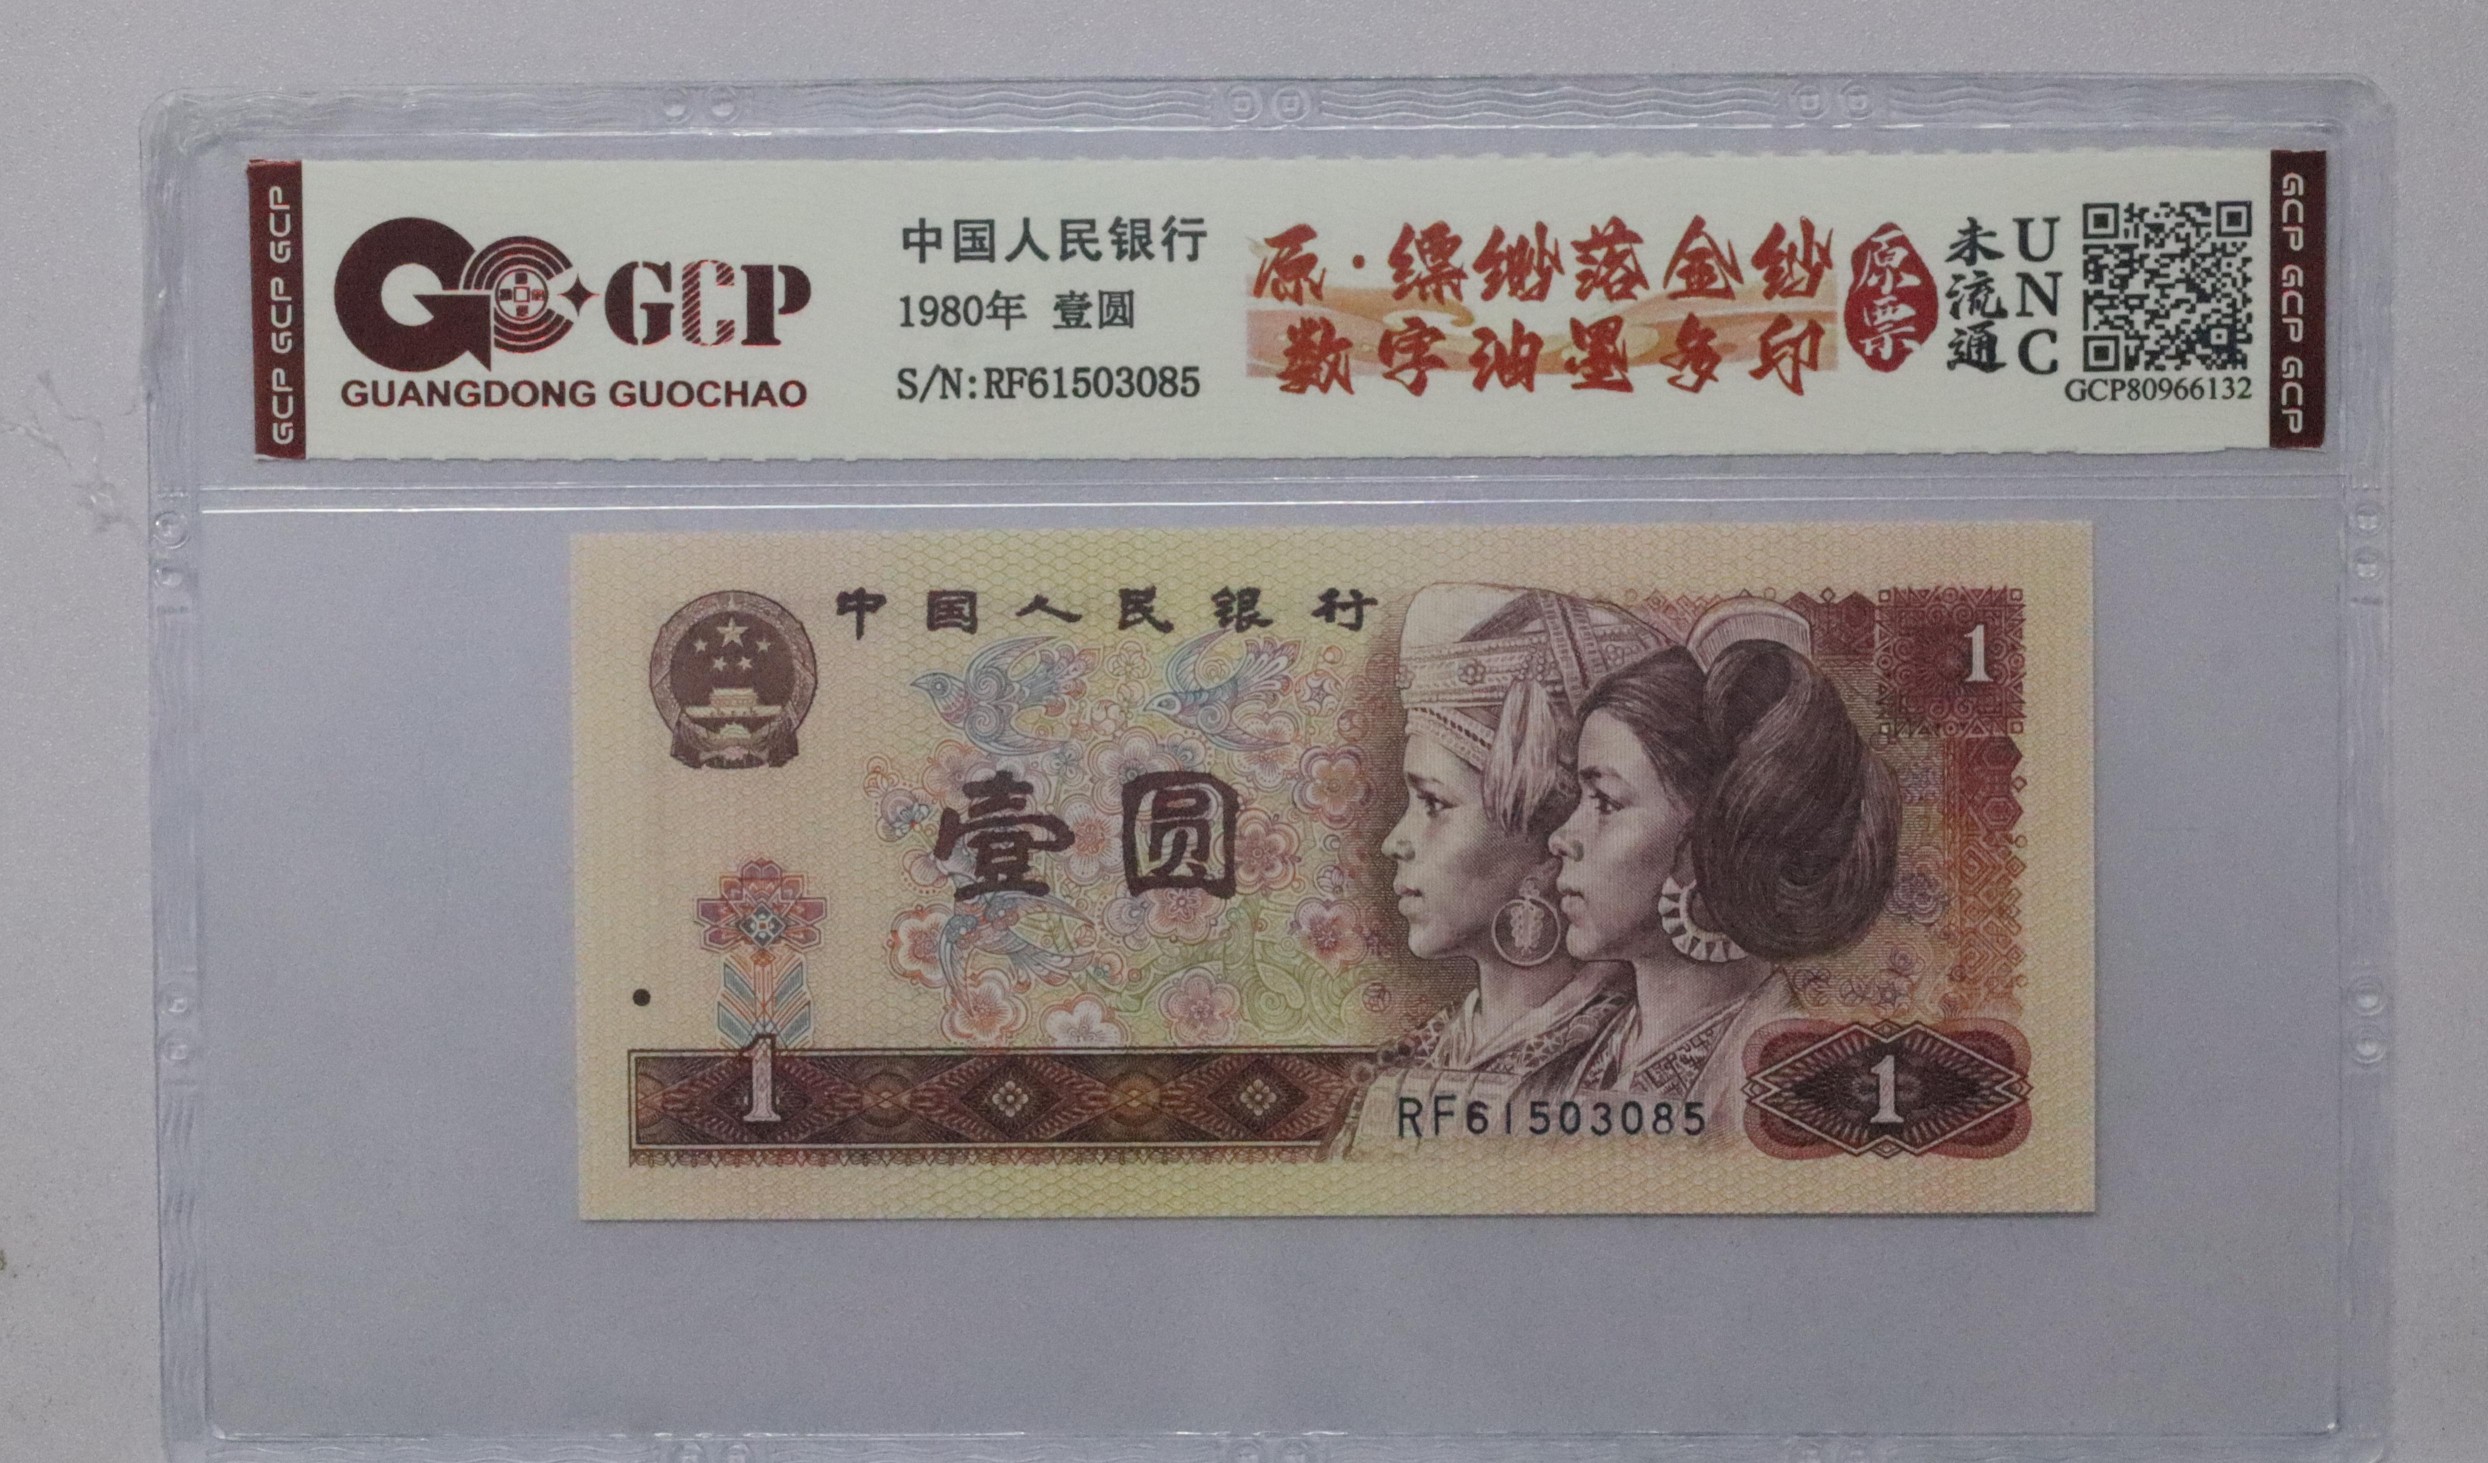 GCP GCP GCP
GCP
GUANGDONG GUOCHAO
中国人民银行
1980年 壹圆
S/N:RF61503085
原·缥缈落金纱
数字油墨多印
原票
未流通
UNC
GCP80966132
GCP GCP GCP
中国人民银行
1
壹圆
1
RF61503085
1